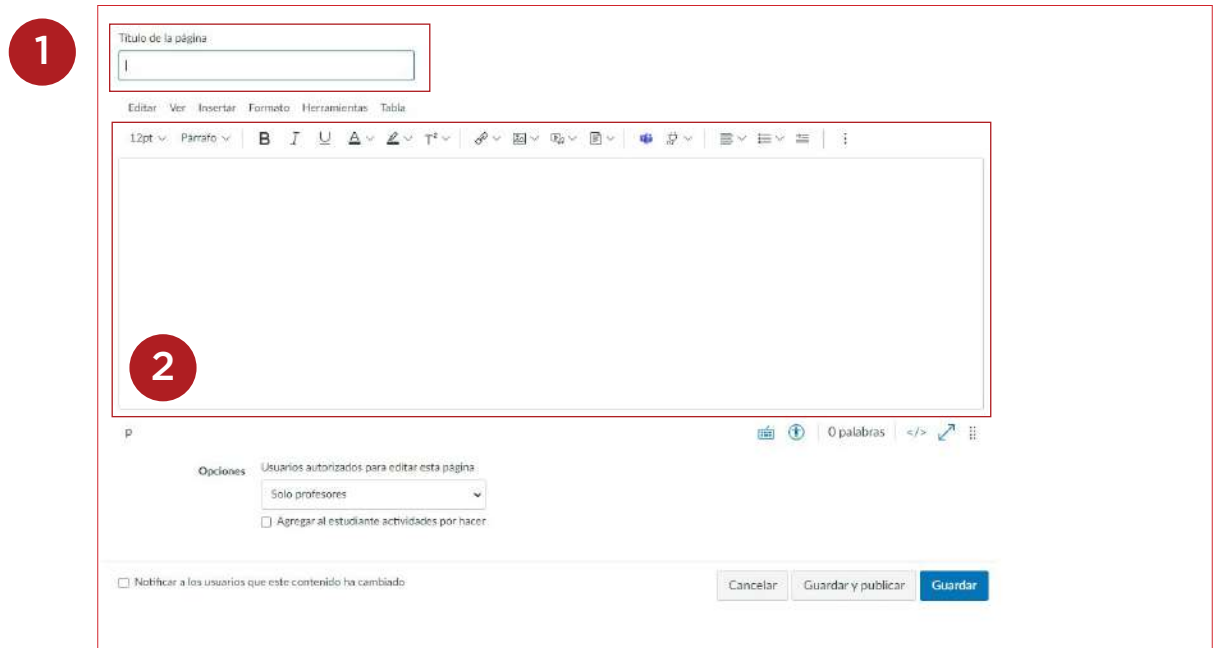 1
Título de la página
Editar Ver Insertar Formato Herramientas Tabla
12pt Párrafo B I U A T²
2
p
0 palabras </>
Opciones
Usuarios autorizados para editar esta página
Solo profesores
Agregar al estudiante actividades por hacer
Notificar a los usuarios que este contenido ha cambiado
Cancelar Guardar y publicar Guardar